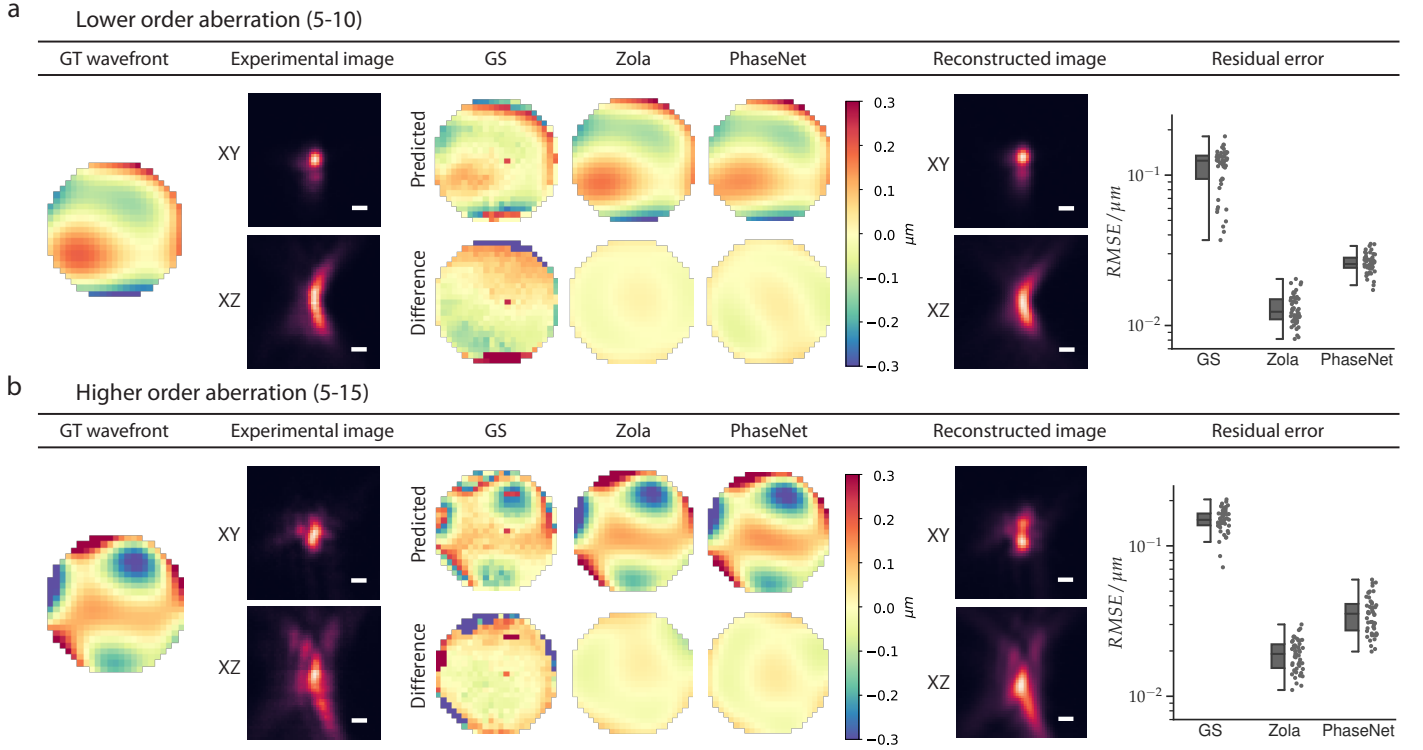 a
Lower order aberration (5-10)
GT wavefront Experimental image GS Zola PhaseNet Reconstructed image Residual error
XY
XZ
Predicted
Difference
0.3
0.2
0.1
0.0
−0.1
−0.2
−0.3
μm
XY
XZ
RMSE/μm
10⁻¹
10⁻²
GS Zola PhaseNet
b
Higher order aberration (5-15)
GT wavefront Experimental image GS Zola PhaseNet Reconstructed image Residual error
XY
XZ
Predicted
Difference
0.3
0.2
0.1
0.0
−0.1
−0.2
−0.3
μm
XY
XZ
RMSE/μm
10⁻¹
10⁻²
GS Zola PhaseNet